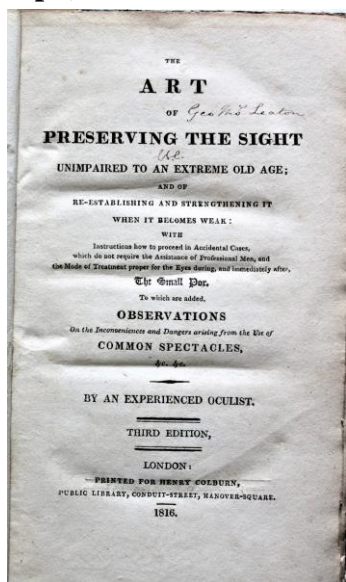 THE
ART
OF
PRESERVING THE SIGHT
UNIMPAIRED TO AN EXTREME OLD AGE;
AND OF
RE-ESTABLISHING AND STRENGTHENING IT
WHEN IT BECOMES WEAK:
WITH
Instructions how to proceed in Accidental Cases,
which do not require the Assistance of Professional Men, and
the Mode of Treatment proper for the Eyes during, and immediately after,
The Small Pox.
To which are added,
OBSERVATIONS
On the Inconveniences and Dangers arising from the Use of
COMMON SPECTACLES,
&c. &c.
BY AN EXPERIENCED OCULIST.
THIRD EDITION,
LONDON:
PRINTED FOR HENRY COLBURN,
PUBLIC LIBRARY, CONDUIT-STREET, HANOVER-SQUARE.
1816.